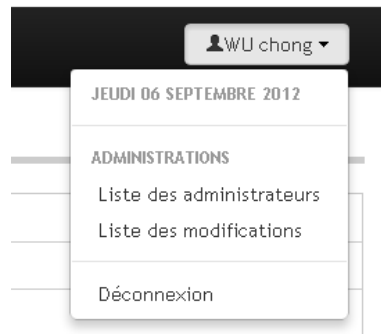 WU chong
JEUDI 06 SEPTEMBRE 2012
ADMINISTRATIONS
Liste des administrateurs
Liste des modifications
Déconnexion